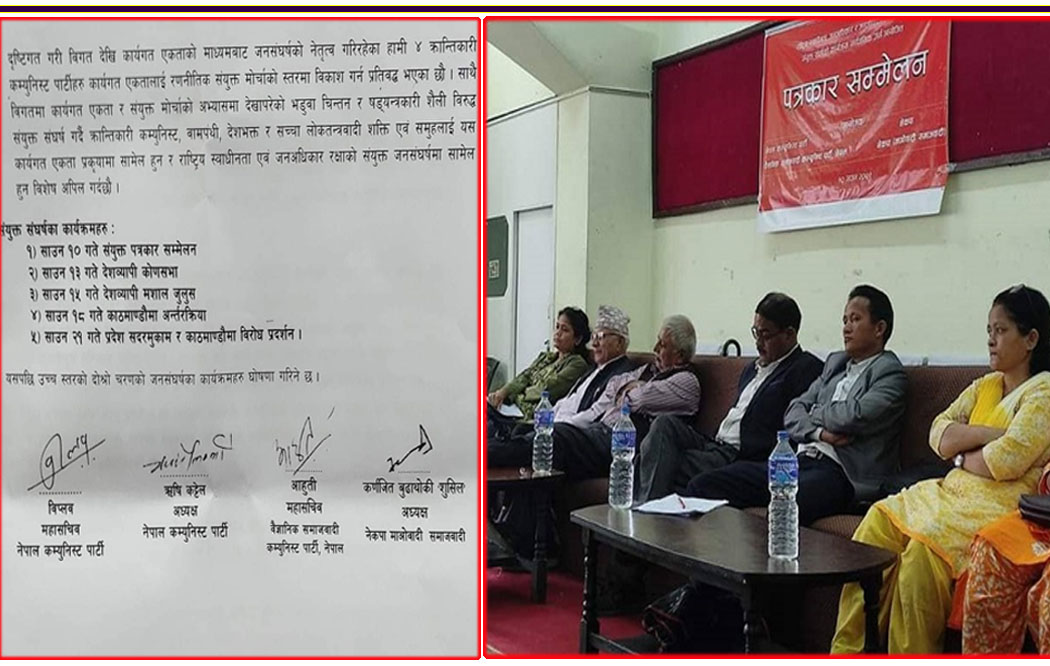 दृष्टिगत गरी बिगत देखि कार्यगत एकताको माध्यमबाट जनसंघर्षको नेतृत्व गरिरहेका हामी ४ क्रान्तिकारी
कम्युनिस्ट पार्टीहरु कार्यगत एकतालाई रणनीतिक संयुक्त मोर्चाको स्तरमा विकाश गर्न प्रतिबद्ध भएका छौ । साथै
बिगतमा कार्यगत एकता र संयुक्त मोर्चाको अभ्यासमा देखापरेको भडुवा चिन्तन र षड्यन्त्रकारी शैली विरुद्ध
संयुक्त संघर्ष गर्दै क्रान्तिकारी कम्युनिस्ट, बामपंथी, देशभक्त र सच्चा लोकतन्त्रवादी शक्ति एवं समुहलाई यस
कार्यगत एकता प्रकृयामा सामेल हुन र राष्ट्रिय स्वाधीनता एवं जनअधिकार रक्षाको संयुक्त जनसंघर्षमा सामेल
हुन विशेष अपिल गर्दछौ ।
संयुक्त संघर्षका कार्यक्रमहरु :
१) साउन १० गते संयुक्त पत्रकार सम्मेलन
२) साउन १३ गते देशव्यापी कोणसभा
३) साउन १५ गते देशव्यापी मशाल जुलुस
४) साउन १८ गते काठमाण्डौमा अर्न्तरक्रिया
५) साउन २१ गते प्रदेश सदरमुकाम र काठमाण्डौमा विरोध प्रदर्शन ।
यसपछि उच्च स्तरको दोश्रो चरणको जनसंघर्षका कार्यक्रमहरु घोषणा गरिने छ ।
बिप्लव
महासचिव
नेपाल कम्युनिस्ट पार्टी
ऋषि कट्टेल
अध्यक्ष
नेपाल कम्युनिस्ट पार्टी
आहुती
महासचिव
वैज्ञानिक समाजवादी
कम्युनिस्ट पार्टी, नेपाल
कर्णजित बुढाथोकी 'सुसिल'
अध्यक्ष
नेकपा माओबादी समाजवादी
पत्रकार सम्मेलन